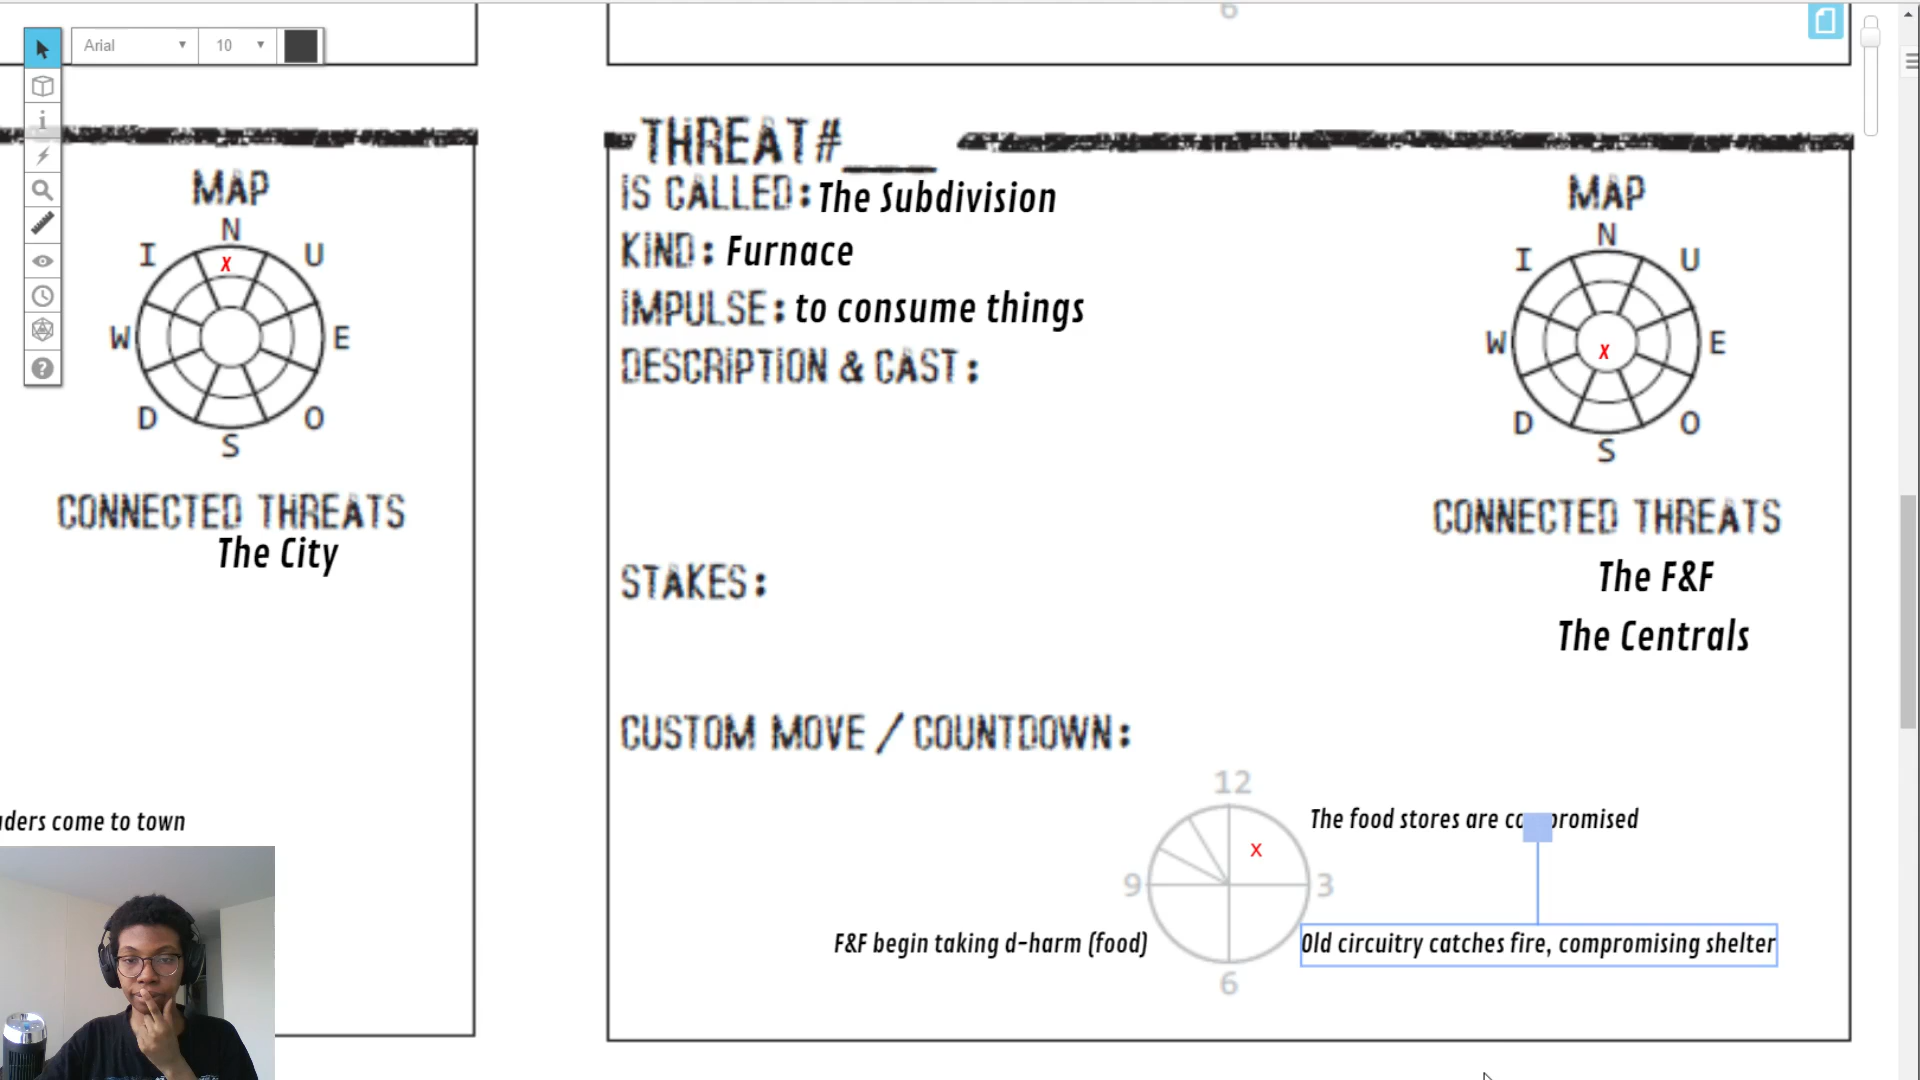 6
Arial 10
THREAT#___
MAP
N
I U
X
W E
D O
S
CONNECTED THREATS
The City
aders come to town
IS CALLED: The Subdivision
KIND: Furnace
IMPULSE: to consume things
DESCRIPTION & CAST:
MAP
N
I U
W E
X
D O
S
CONNECTED THREATS
The F&F
The Centrals
STAKES:
CUSTOM MOVE / COUNTDOWN:
12
The food stores are compromised
X
9 3
F&F begin taking d-harm (food)
Old circuitry catches fire, compromising shelter
6